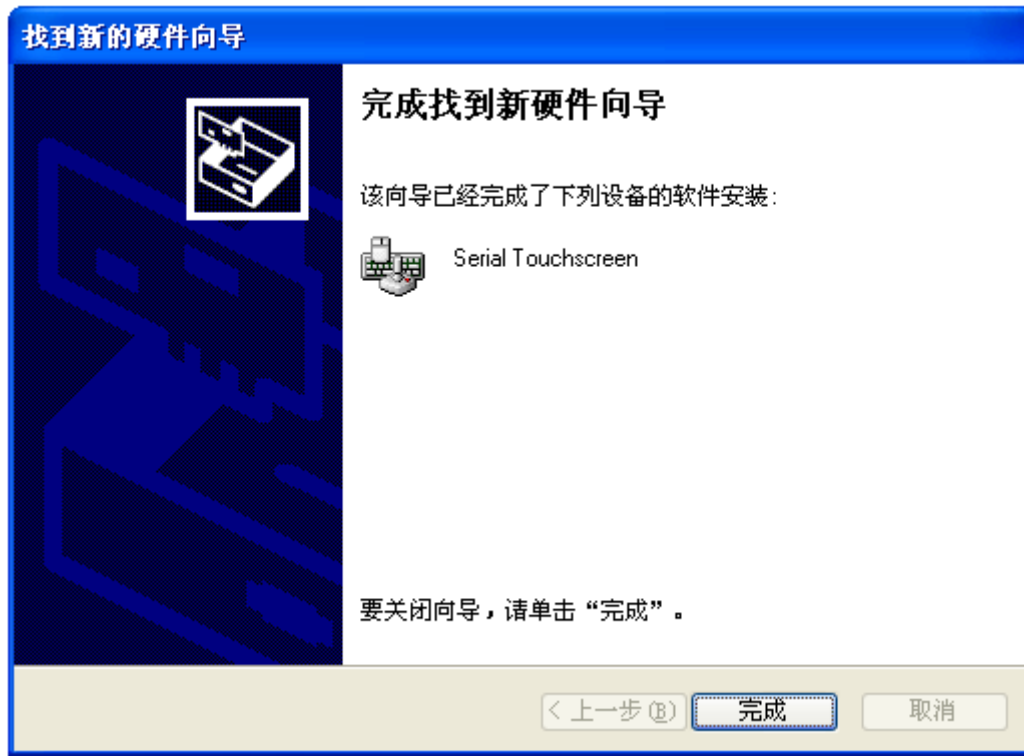 找到新的硬件向导
完成找到新硬件向导
该向导已经完成了下列设备的软件安装:
Serial Touchscreen
要关闭向导，请单击“完成”。
< 上一步(B)
完成
取消